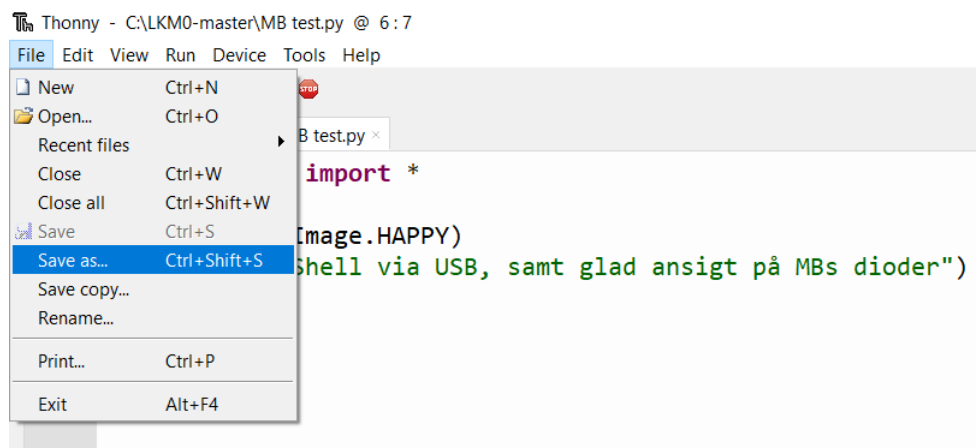 Thonny - C:\LKM0-master\MB test.py @ 6 : 7
File Edit View Run Device Tools Help
New Ctrl+N
STOP
Open... Ctrl+O
Recent files
B test.py ×
Close Ctrl+W
import *
Close all Ctrl+Shift+W
Save Ctrl+S
Image.HAPPY)
Save as... Ctrl+Shift+S
Shell via USB, samt glad ansigt på MBs dioder")
Save copy...
Rename...
Print... Ctrl+P
Exit Alt+F4